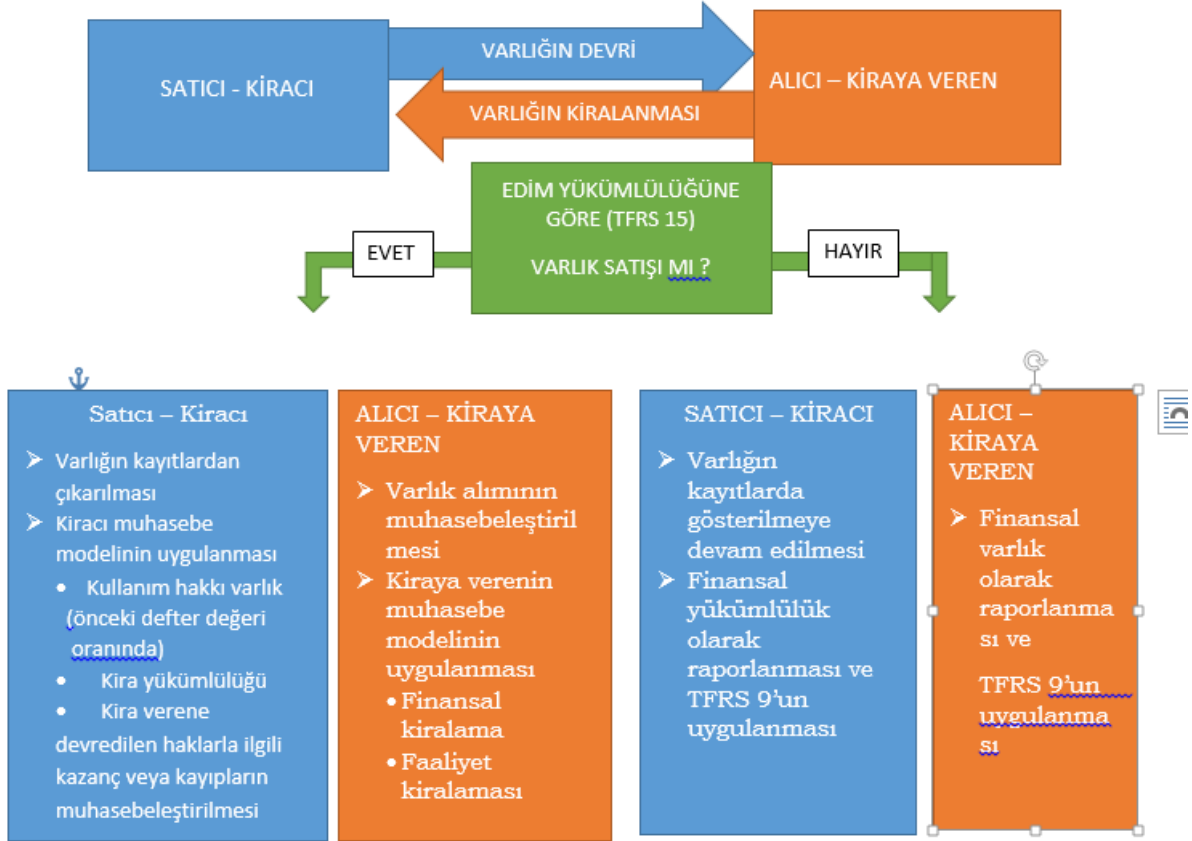 SATICI - KİRACI
VARLIĞIN DEVRİ
ALICI – KİRAYA VEREN
VARLIĞIN KİRALANMASI
EDİM YÜKÜMLÜLÜĞÜNE
GÖRE (TFRS 15)
VARLIK SATIŞI MI ?
EVET
HAYIR
Satıcı – Kiracı
➢ Varlığın kayıtlardan
çıkarılması
➢ Kiracı muhasebe
modelinin uygulanması
• Kullanım hakkı varlık
(önceki defter değeri
oranında)
• Kira yükümlülüğü
• Kira verene
devredilen haklarla ilgili
kazanç veya kayıpların
muhasebeleştirilmesi
ALICI – KİRAYA
VEREN
➢ Varlık alımının
muhasebeleştiril
mesi
➢ Kiraya verenin
muhasebe
modelinin
uygulanması
• Finansal
kiralama
• Faaliyet
kiralaması
SATICI – KİRACI
➢ Varlığın
kayıtlarda
gösterilmeye
devam edilmesi
➢ Finansal
yükümlülük
olarak
raporlanması ve
TFRS 9’un
uygulanması
ALICI –
KİRAYA
VEREN
➢ Finansal
varlık
olarak
raporlanma
sı ve
TFRS 9’un
uygulanma
sı